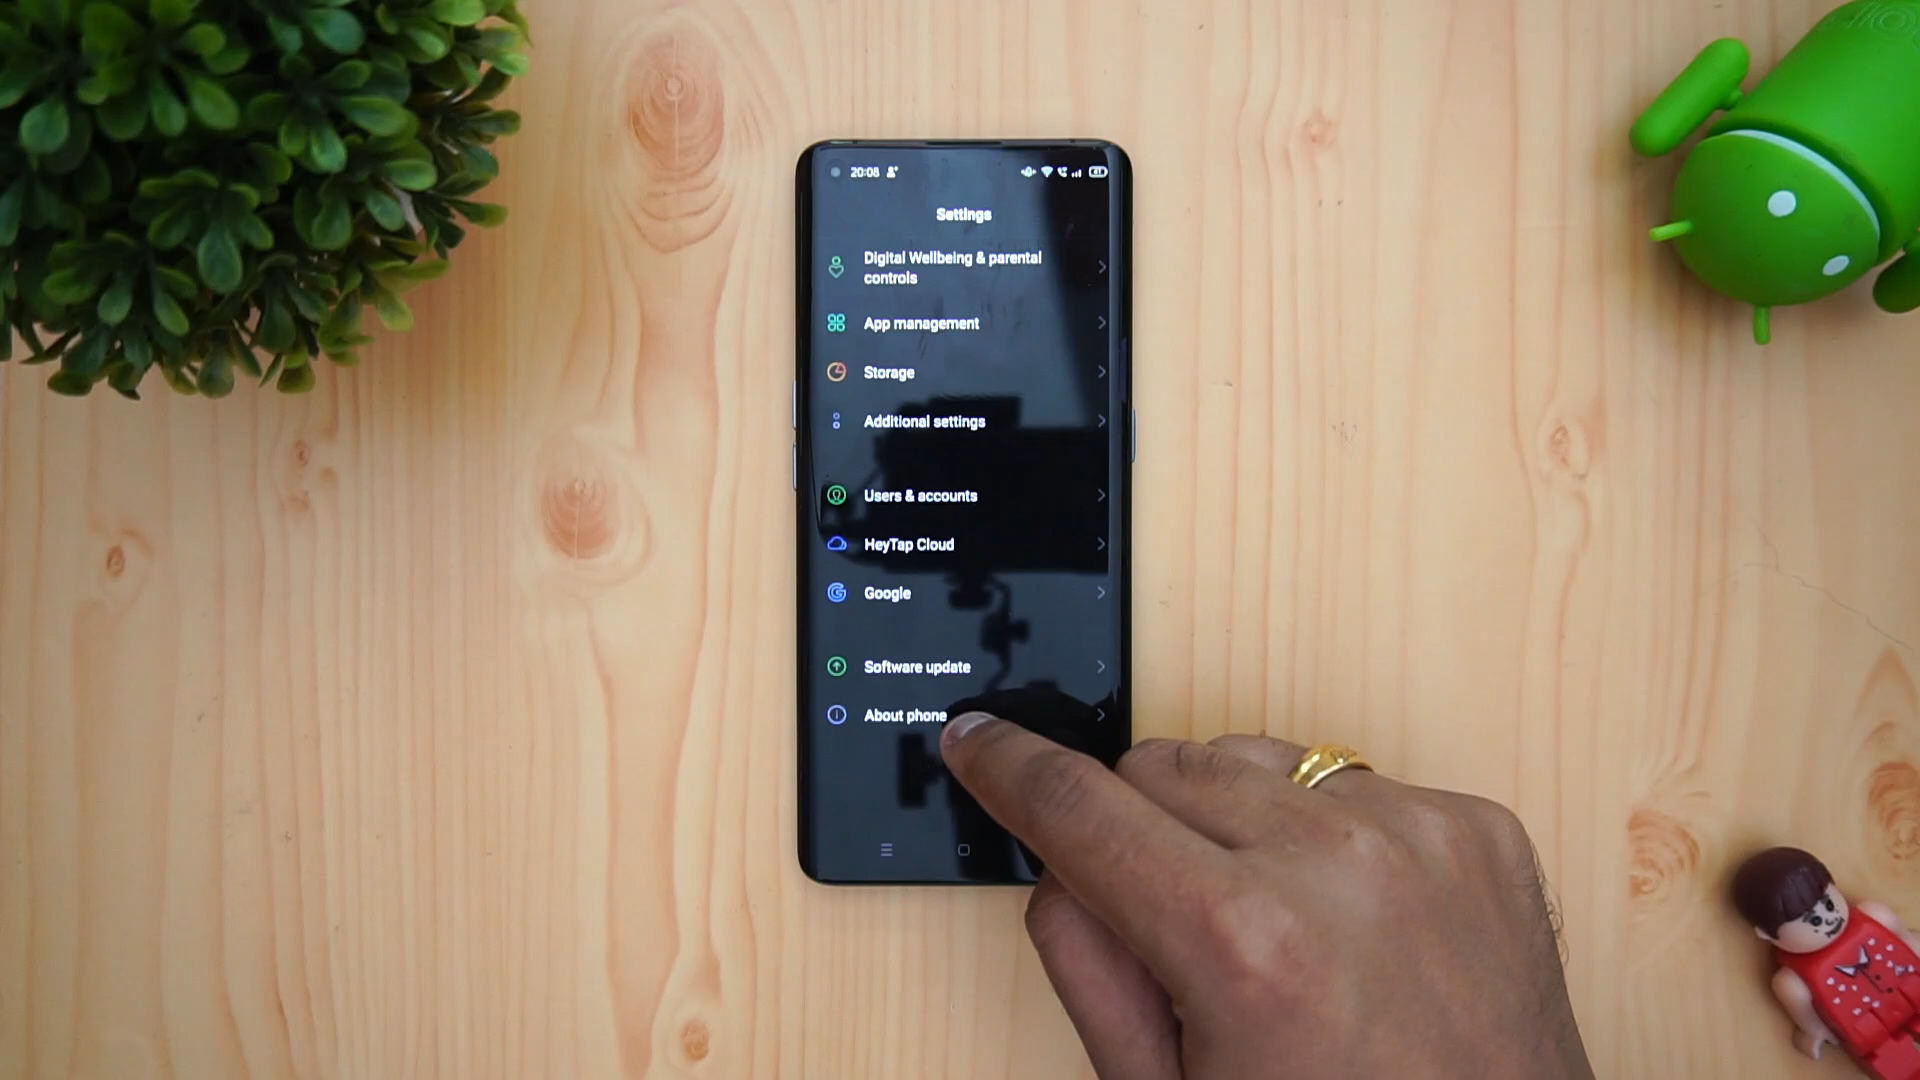 20:08
Settings
Digital Wellbeing & parental
controls
App management
Storage
Additional settings
Users & accounts
HeyTap Cloud
Google
Software update
About phone